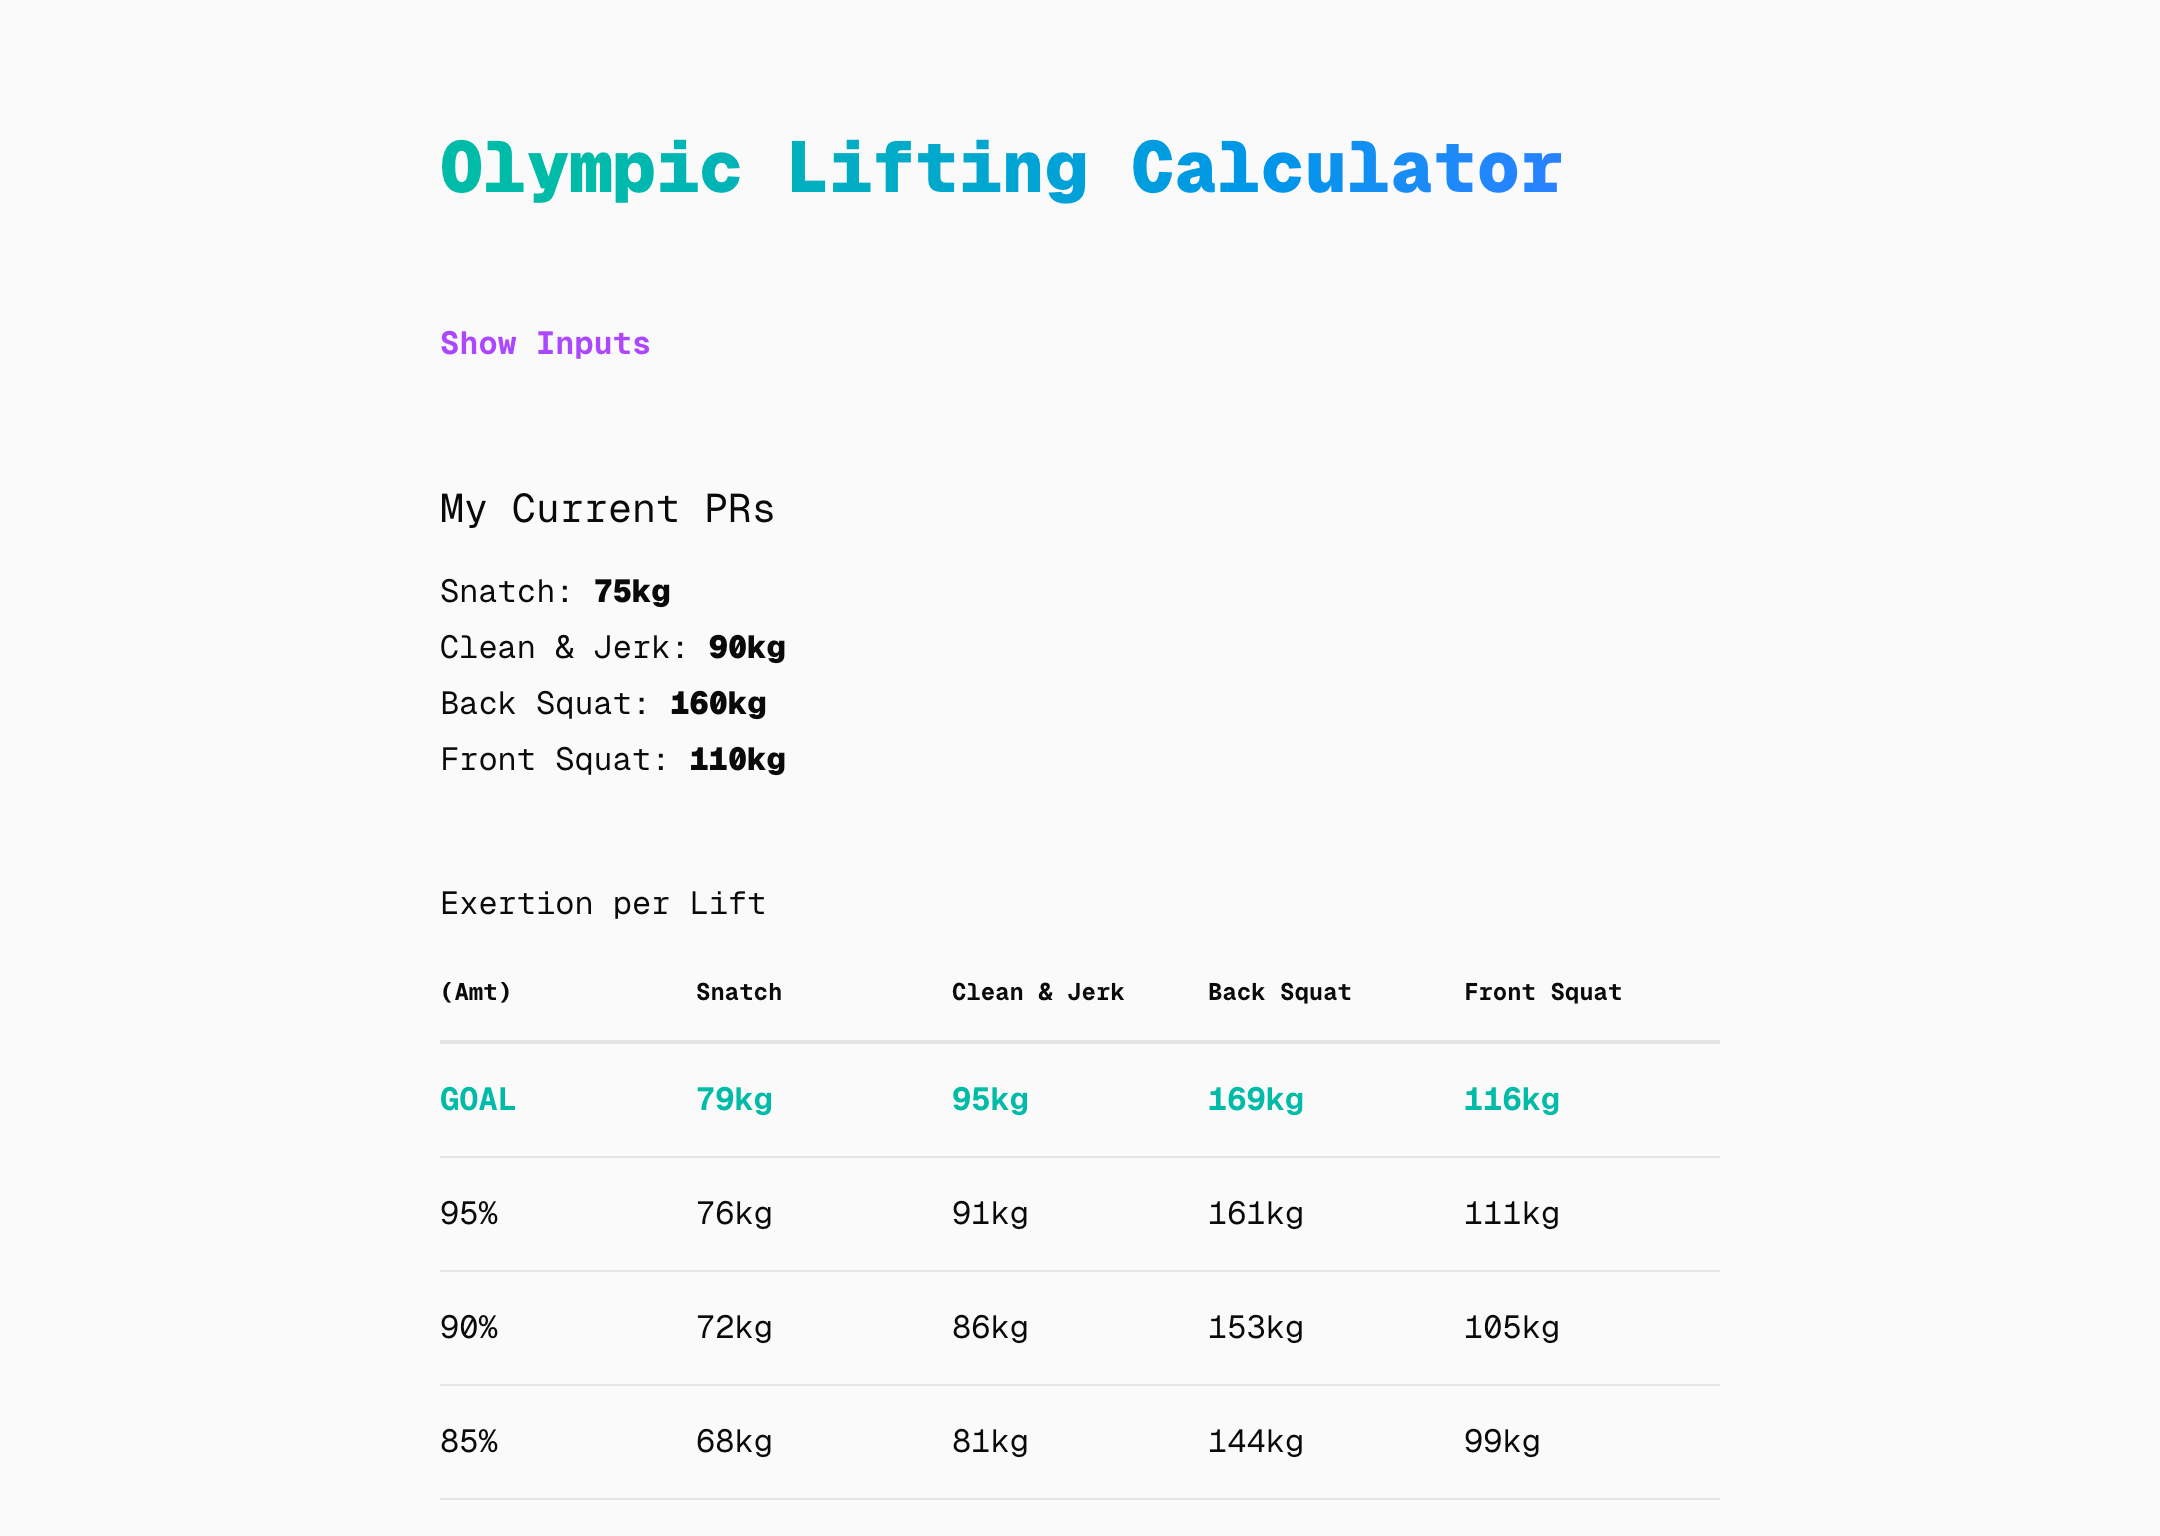 Olympic Lifting Calculator
Show Inputs
My Current PRs
Snatch: 75kg
Clean & Jerk: 90kg
Back Squat: 160kg
Front Squat: 110kg
Exertion per Lift
(Amt) Snatch Clean & Jerk Back Squat Front Squat
GOAL 79kg 95kg 169kg 116kg
95% 76kg 91kg 161kg 111kg
90% 72kg 86kg 153kg 105kg
85% 68kg 81kg 144kg 99kg